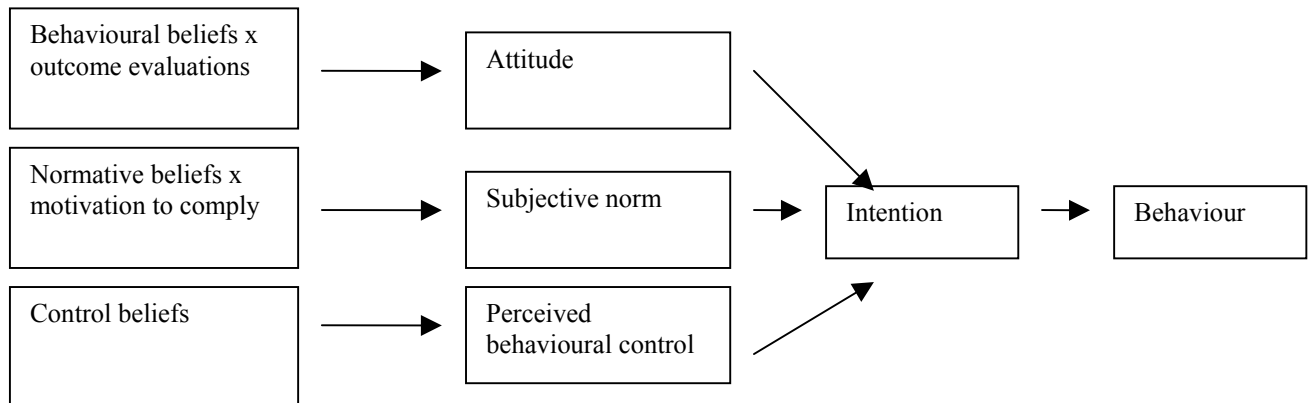 Behavioural beliefs x
outcome evaluations
Attitude
Normative beliefs x
motivation to comply
Subjective norm
Intention
Behaviour
Control beliefs
Perceived
behavioural control